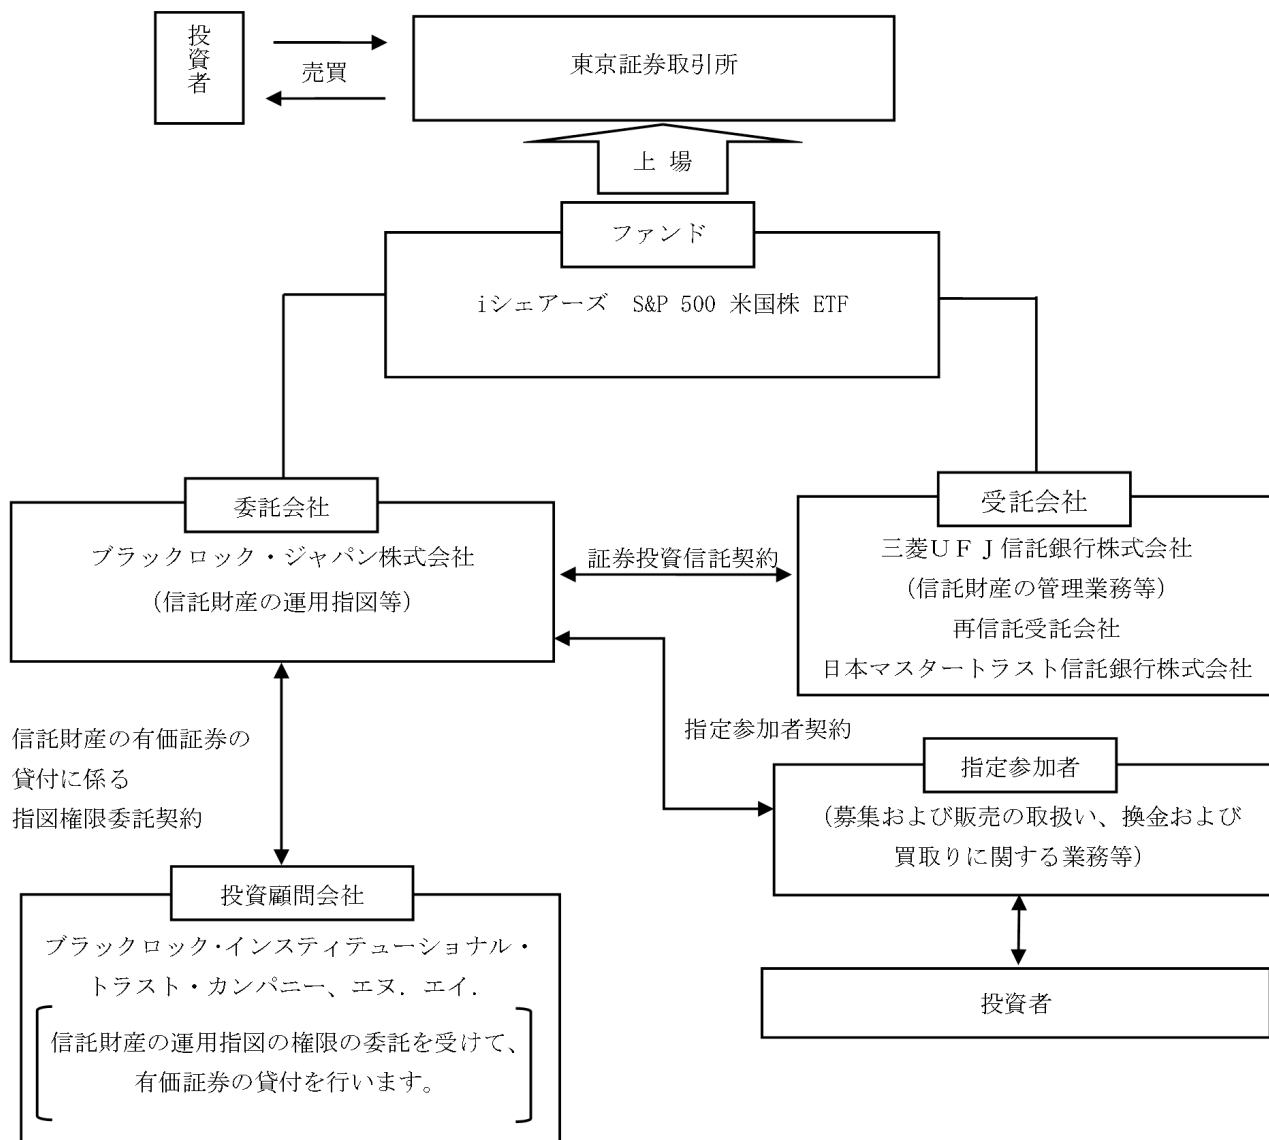 投資者
売買
東京証券取引所
上 場
ファンド
iシェアーズ S&P 500 米国株 ETF
委託会社
ブラックロック・ジャパン株式会社
（信託財産の運用指図等）
証券投資信託契約
受託会社
三菱ＵＦＪ信託銀行株式会社
（信託財産の管理業務等）
再信託受託会社
日本マスタートラスト信託銀行株式会社
信託財産の有価証券の
貸付に係る
指図権限委託契約
指定参加者契約
指定参加者
（募集および販売の取扱い、換金および
買取りに関する業務等）
投資顧問会社
ブラックロック・インスティテューショナル・
トラスト・カンパニー、エヌ．エイ．
信託財産の運用指図の権限の委託を受けて、
有価証券の貸付を行います。
投資者